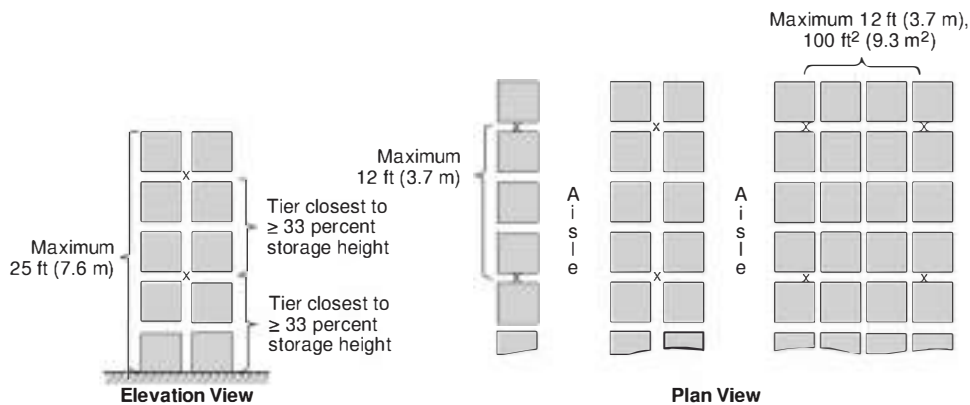 Maximum 12 ft (3.7 m),
100 ft² (9.3 m²)
Maximum
12 ft (3.7 m)
x
x
A
i
s
l
e
x
x
A
i
s
l
e
x
x
x
x
x
Tier closest to
≥ 33 percent
storage height
Maximum
25 ft (7.6 m)
x
Tier closest to
≥ 33 percent
storage height
Elevation View
Plan View